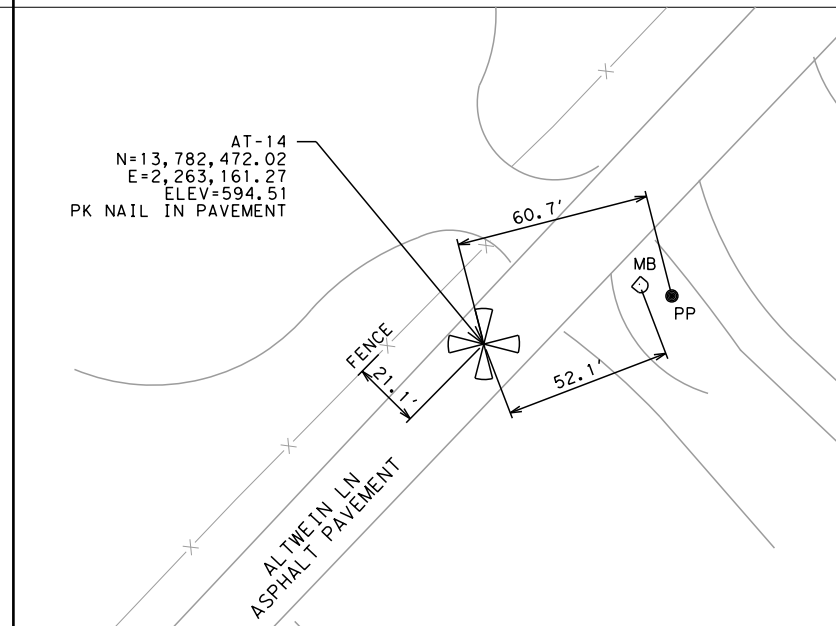 AT-14
N=13,782,472.02
E=2,263,161.27
ELEV=594.51
PK NAIL IN PAVEMENT
60.7'
MB
PP
FENCE
21.1'
52.1'
ALTWEIN LN
ASPHALT PAVEMENT